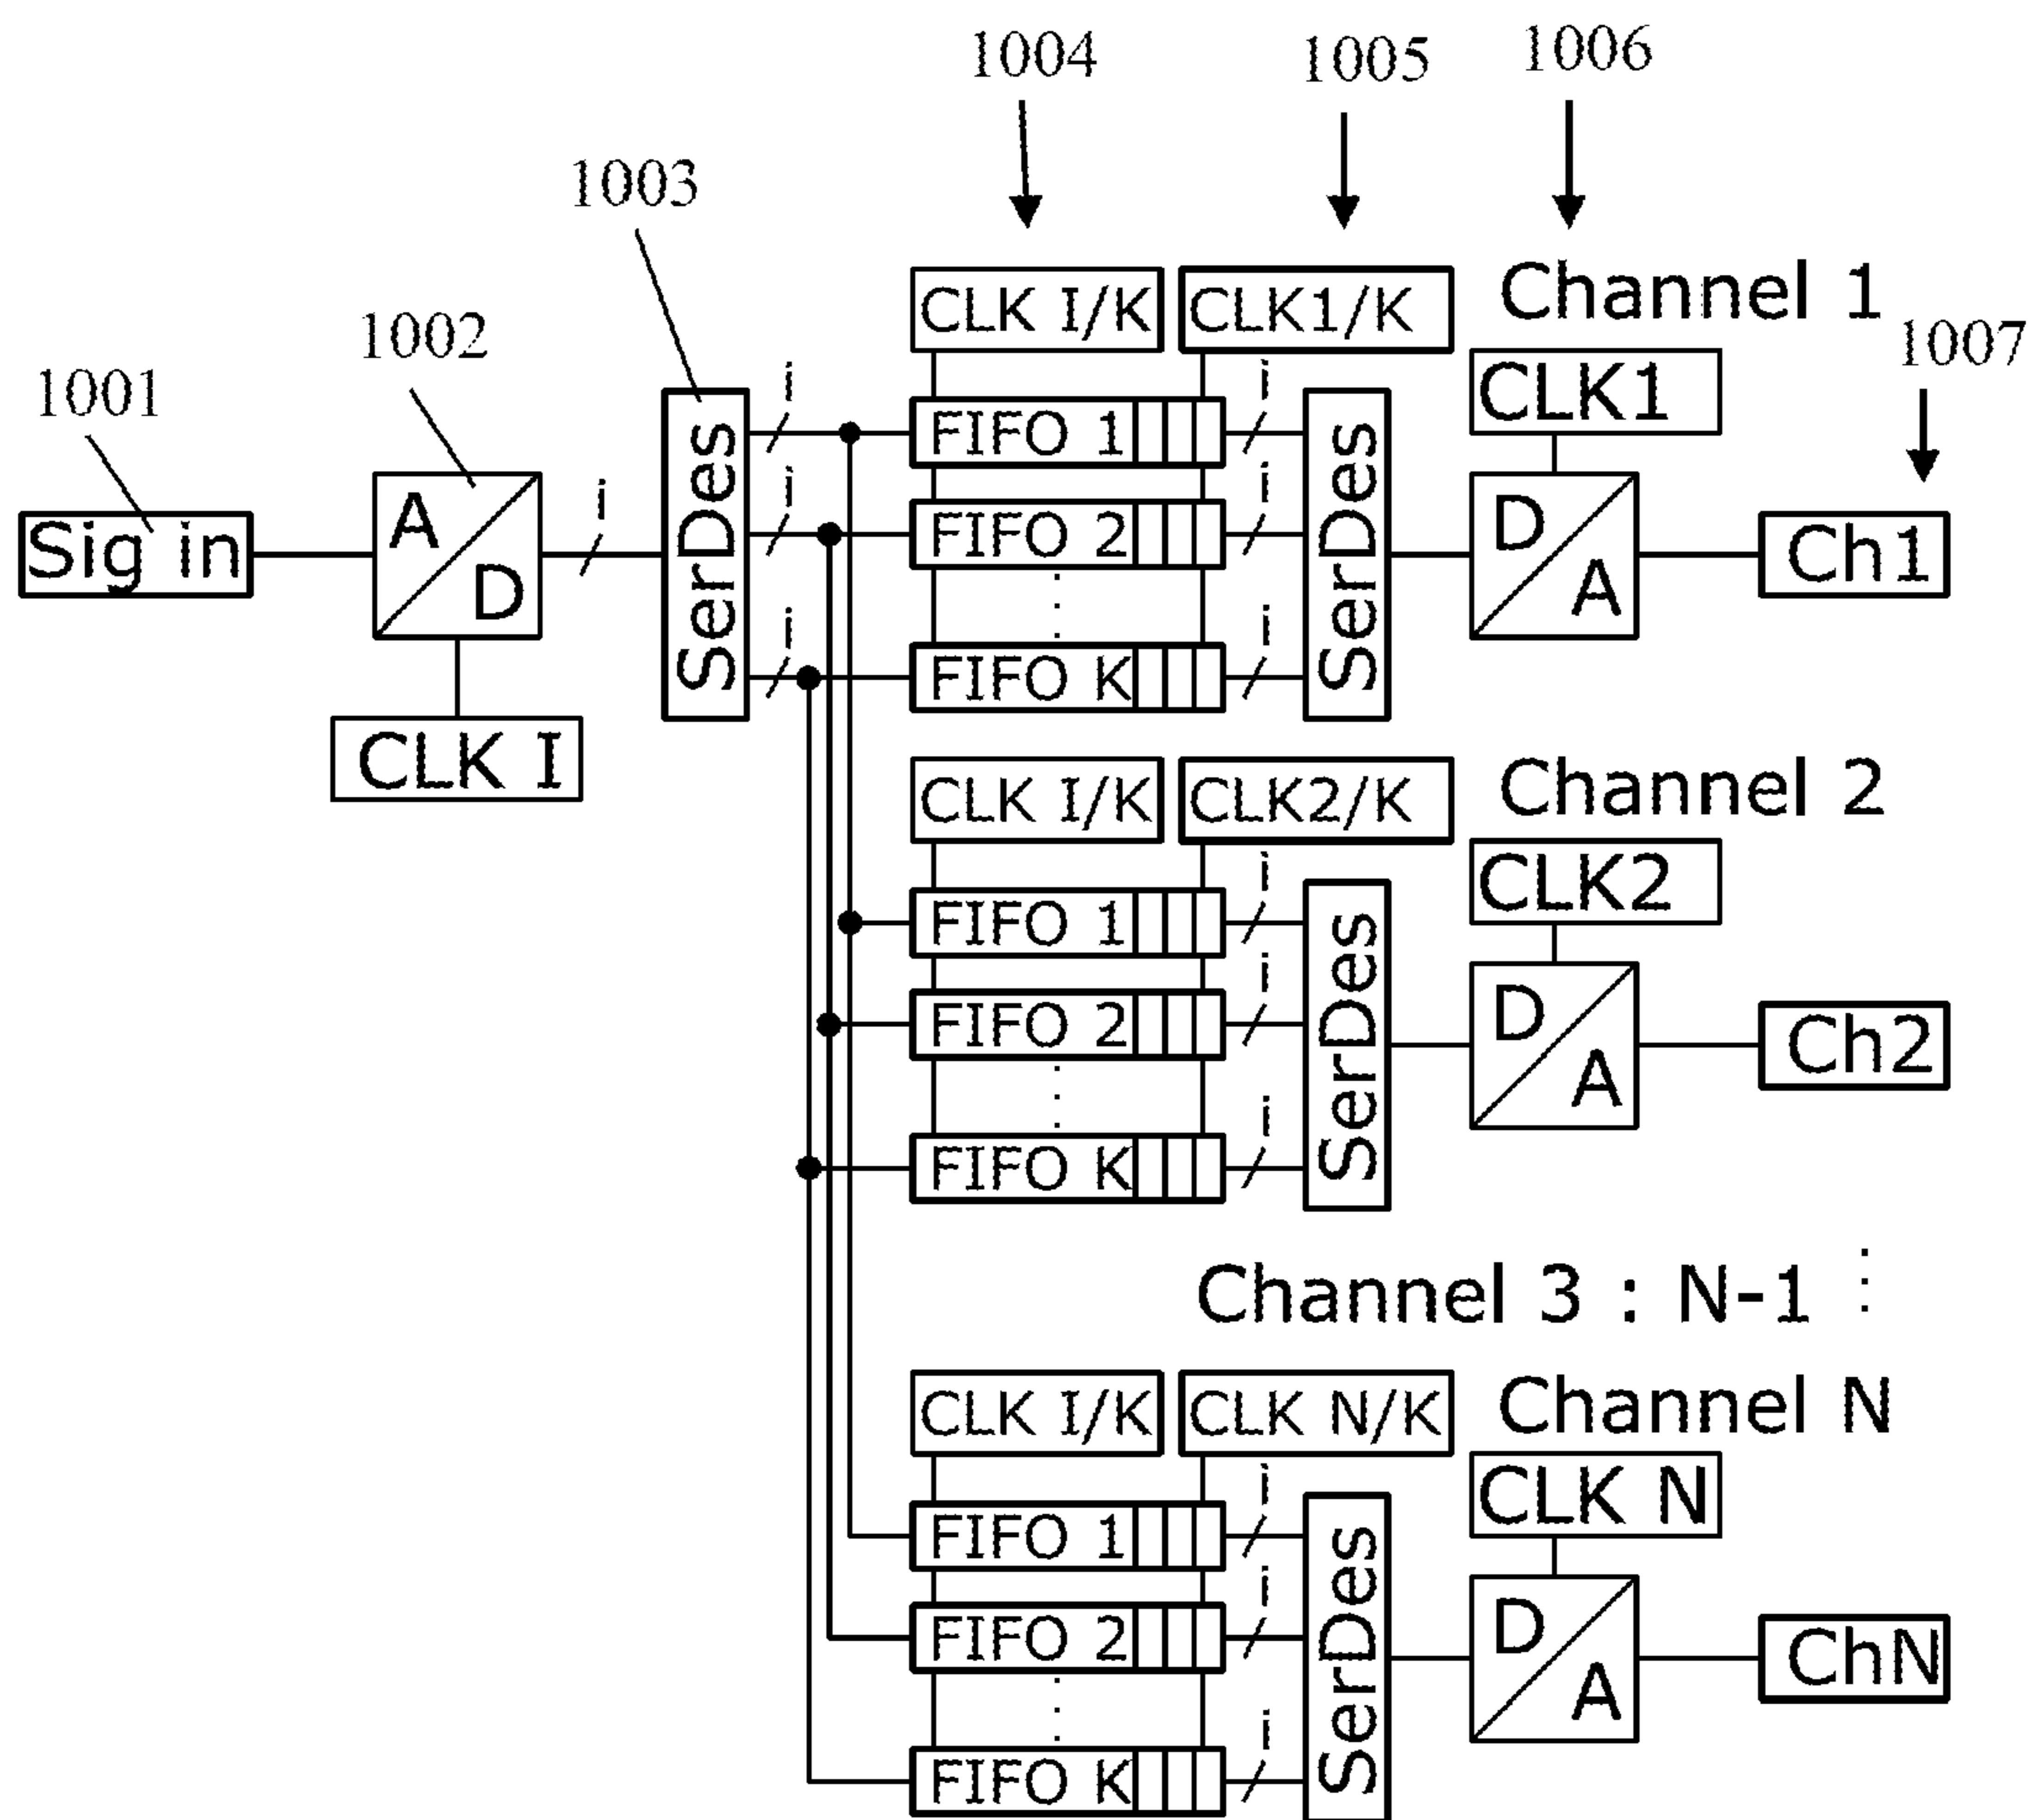 1004
1005
1006
1003
Channel 1
CLK I/K
CLK1/K
1002
1007
1001
CLK1
i
i
FIFO 1
SerDes
SerDes
A
D
i
i
FIFO 2
i
D
A
Sig in
Ch1
i
FIFO K
i
CLK I
Channel 2
CLK I/K
CLK2/K
CLK2
FIFO 1
i
SerDes
FIFO 2
i
D
A
Ch2
FIFO K
i
Channel 3 : N-1
Channel N
CLK I/K
CLK N/K
CLK N
FIFO 1
i
SerDes
FIFO 2
i
D
A
ChN
FIFO K
i